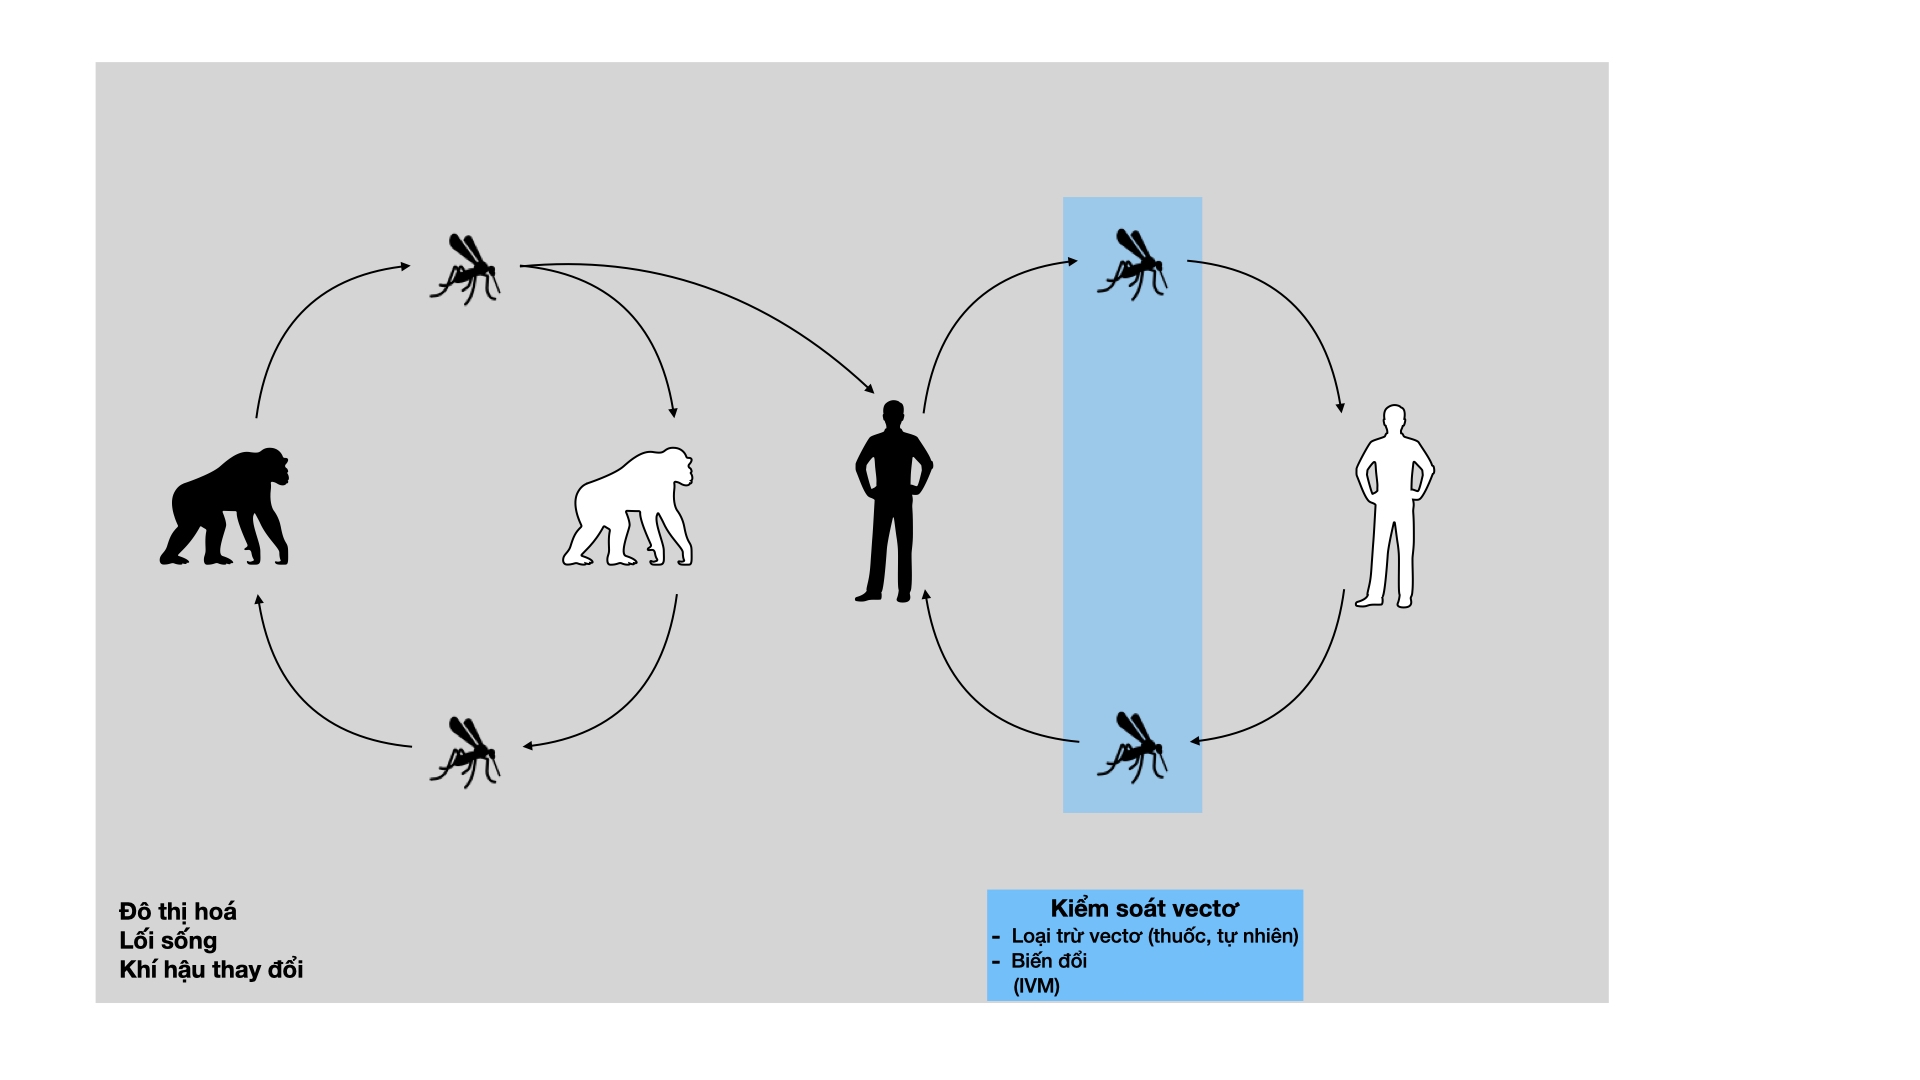 Đô thị hoá
Lối sống
Khí hậu thay đổi
Kiểm soát vectơ
- Loại trừ vectơ (thuốc, tự nhiên)
- Biến đổi
(IVM)